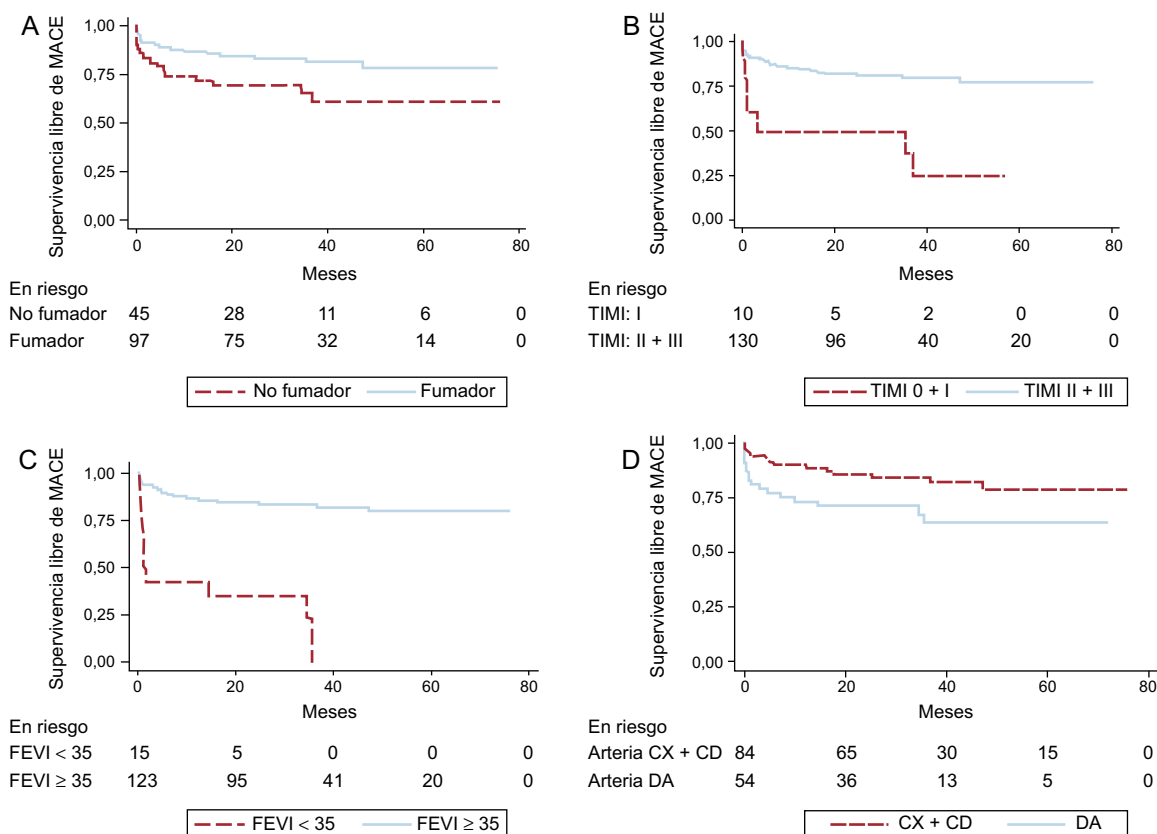 A
Supervivencia libre de MACE
1,00
0,75
0,50
0,25
0,00
0 20 40 60 80
Meses
En riesgo
No fumador 45 28 11 6 0
Fumador 97 75 32 14 0
No fumador Fumador
B
Supervivencia libre de MACE
1,00
0,75
0,50
0,25
0,00
0 20 40 60 80
Meses
En riesgo
TIMI: I 10 5 2 0 0
TIMI: II + III 130 96 40 20 0
TIMI 0 + I TIMI II + III
C
Supervivencia libre de MACE
1,00
0,75
0,50
0,25
0,00
0 20 40 60 80
Meses
En riesgo
FEVI < 35 15 5 0 0 0
FEVI ≥ 35 123 95 41 20 0
FEVI < 35 FEVI ≥ 35
D
Supervivencia libre de MACE
1,00
0,75
0,50
0,25
0,00
0 20 40 60 80
Meses
En riesgo
Arteria CX + CD 84 65 30 15 0
Arteria DA 54 36 13 5 0
CX + CD DA